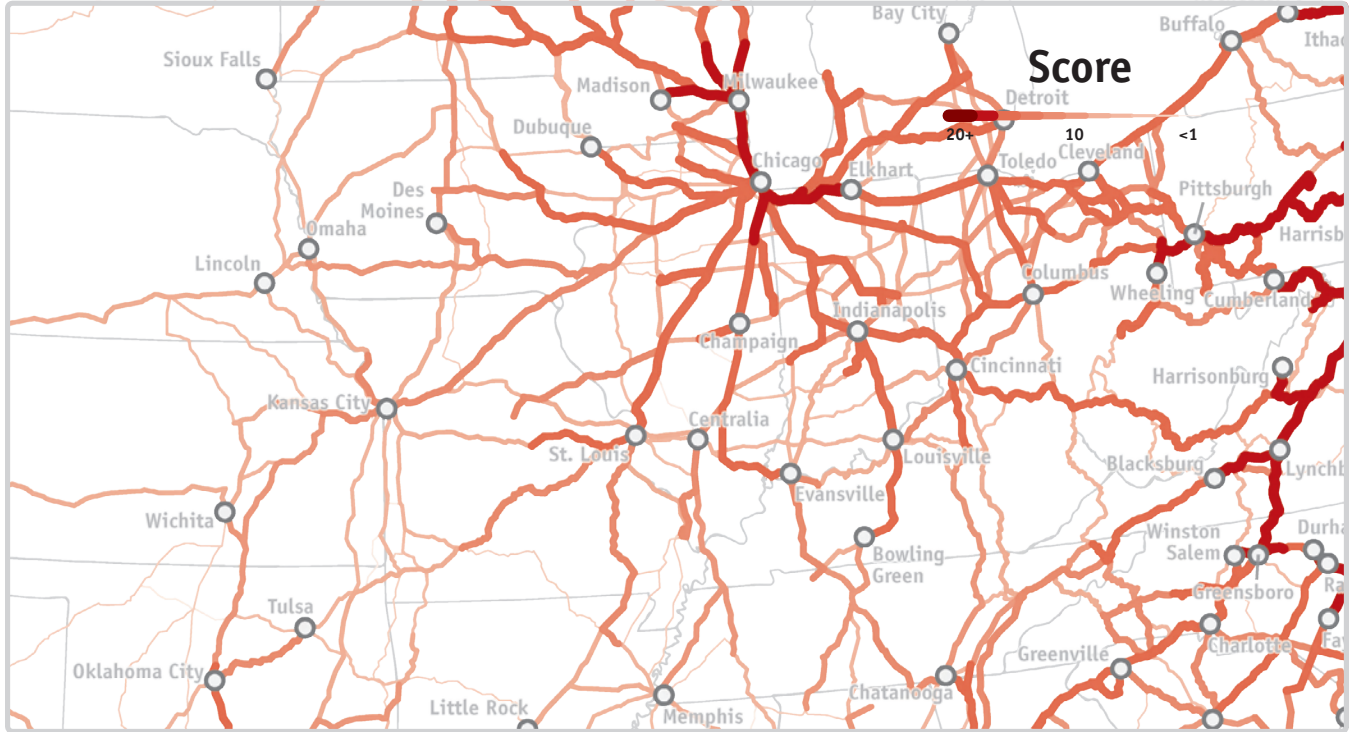 Bay City
Buffalo
Ithac
Sioux Falls
Score
Madison
Milwaukee
Detroit
20+
10
<1
Dubuque
Chicago
Elkhart
Toledo
Cleveland
Pittsburgh
Des
Moines
Omaha
Harrisb
Lincoln
Columbus
Wheeling
Cumberland
Indianapolis
Champaign
Cincinnati
Harrisonburg
Kansas City
Centralia
St. Louis
Louisville
Blacksburg
Lynchb
Evansville
Wichita
Winston
Salem
Durha
Bowling
Green
Greensboro
Ra
Tulsa
Fay
Charlotte
Greenville
Oklahoma City
Chatanooga
Little Rock
Memphis